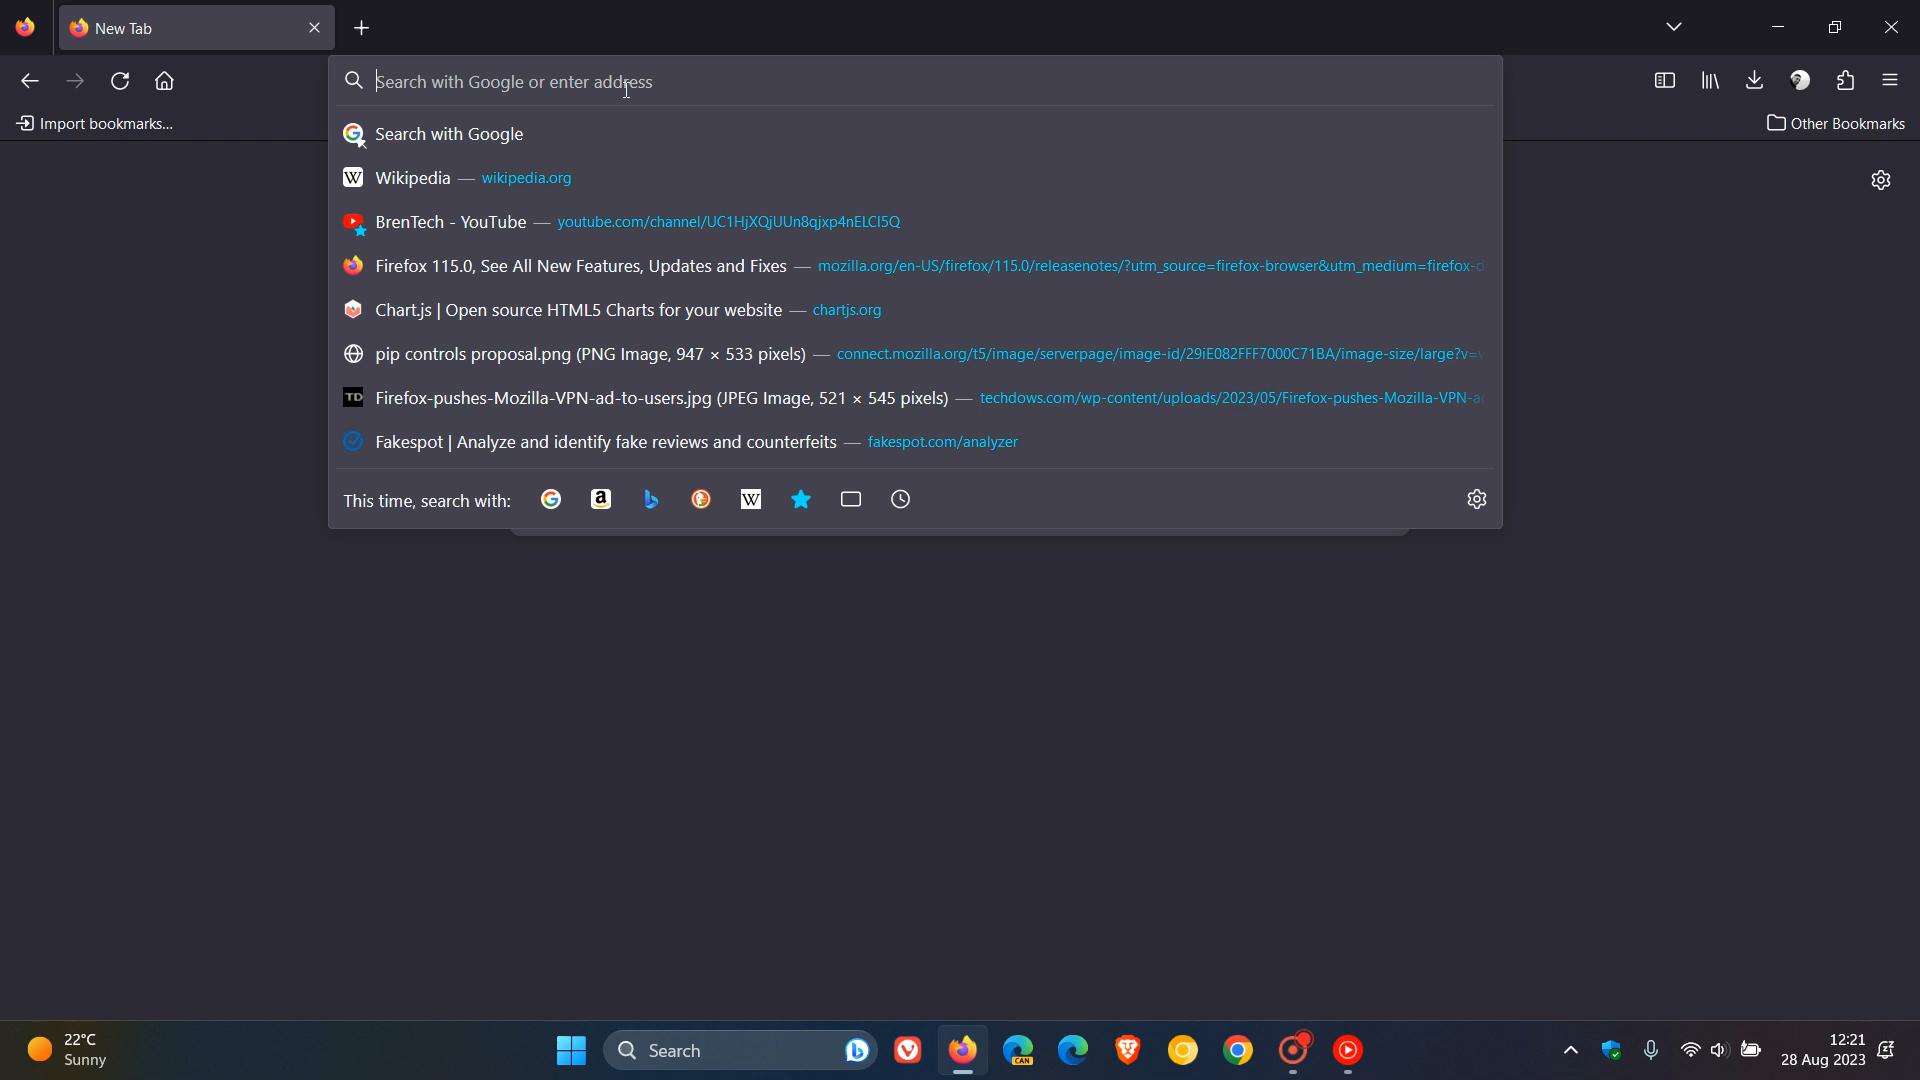 New Tab
Search with Google or enter address
Import bookmarks...
Other Bookmarks
Search with Google
Wikipedia — wikipedia.org
BrenTech - YouTube — youtube.com/channel/UC1HjXQjUUn8qjxp4nELCI5Q
Firefox 115.0, See All New Features, Updates and Fixes — mozilla.org/en-US/firefox/115.0/releasenotes/?utm_source=firefox-browser&utm_medium=firefox-d
Chart.js | Open source HTML5 Charts for your website — chartjs.org
pip controls proposal.png (PNG Image, 947 × 533 pixels) — connect.mozilla.org/t5/image/serverpage/image-id/29iE082FFF7000C71BA/image-size/large?v=v
TD Firefox-pushes-Mozilla-VPN-ad-to-users.jpg (JPEG Image, 521 × 545 pixels) — techdows.com/wp-content/uploads/2023/05/Firefox-pushes-Mozilla-VPN-a
Fakespot | Analyze and identify fake reviews and counterfeits — fakespot.com/analyzer
This time, search with:
22°C
Sunny
Search
CAN
12:21
28 Aug 2023